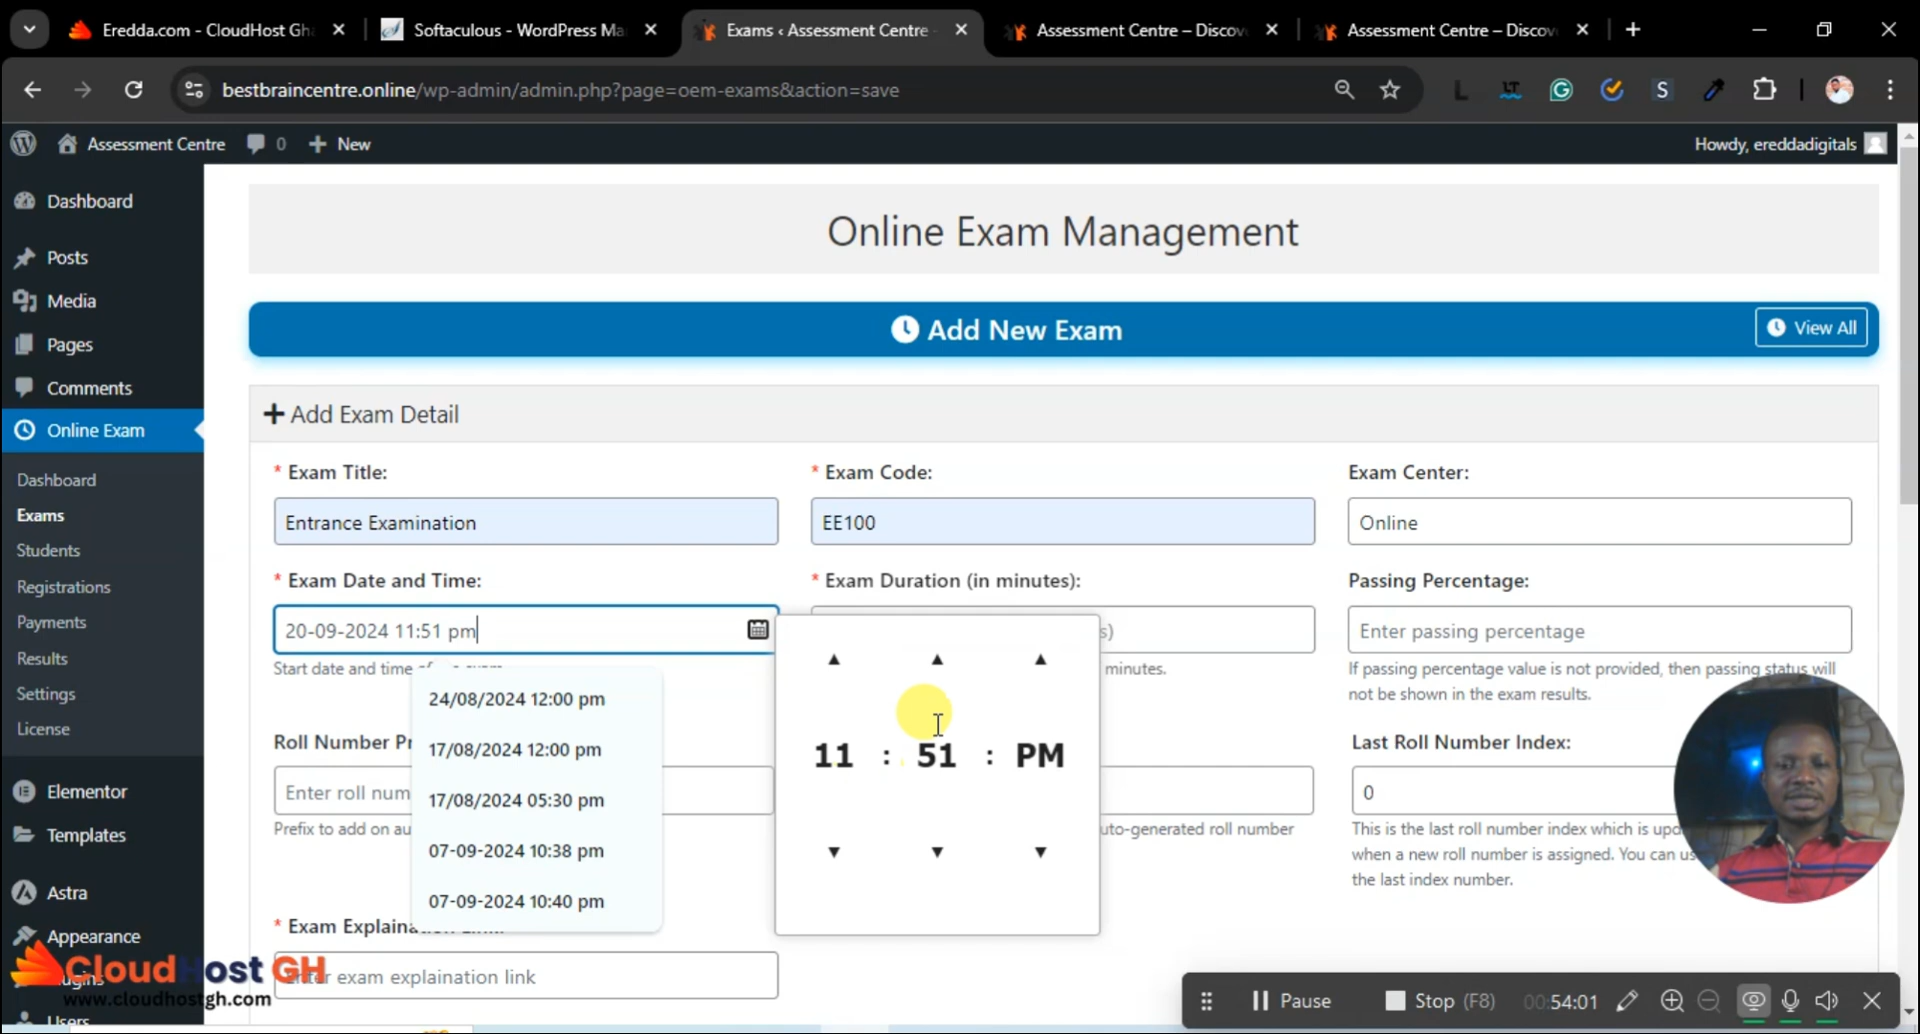 Eredda.com - CloudHost Gh
Softaculous - WordPress Ma
Exams ‹ Assessment Centre -
Assessment Centre – Discov
Assessment Centre – Discov
bestbraincentre.online/wp-admin/admin.php?page=oem-exams&action=save
Assessment Centre
0
New
Howdy, ereddadigitals
Dashboard
Posts
Media
Pages
Comments
Online Exam
Dashboard
Exams
Students
Registrations
Payments
Results
Settings
License
Elementor
Templates
Astra
Appearance
Users
Online Exam Management
Add New Exam
View All
Add Exam Detail
* Exam Title:
* Exam Code:
Exam Center:
Entrance Examination
EE100
Online
* Exam Date and Time:
* Exam Duration (in minutes):
Passing Percentage:
20-09-2024 11:51 pm
s)
Enter passing percentage
Start date and time
minutes.
If passing percentage value is not provided, then passing status will
not be shown in the exam results.
24/08/2024 12:00 pm
17/08/2024 12:00 pm
17/08/2024 05:30 pm
07-09-2024 10:38 pm
07-09-2024 10:40 pm
11 : 51 : PM
Roll Number Pr
Last Roll Number Index:
Enter roll num
0
Prefix to add on au
uto-generated roll number
This is the last roll number index which is upd
when a new roll number is assigned. You can us
the last index number.
* Exam Explaination Link:
enter exam explaination link
CloudHost GH
www.cloudhostgh.com
Pause
Stop (F8)
00:54:01